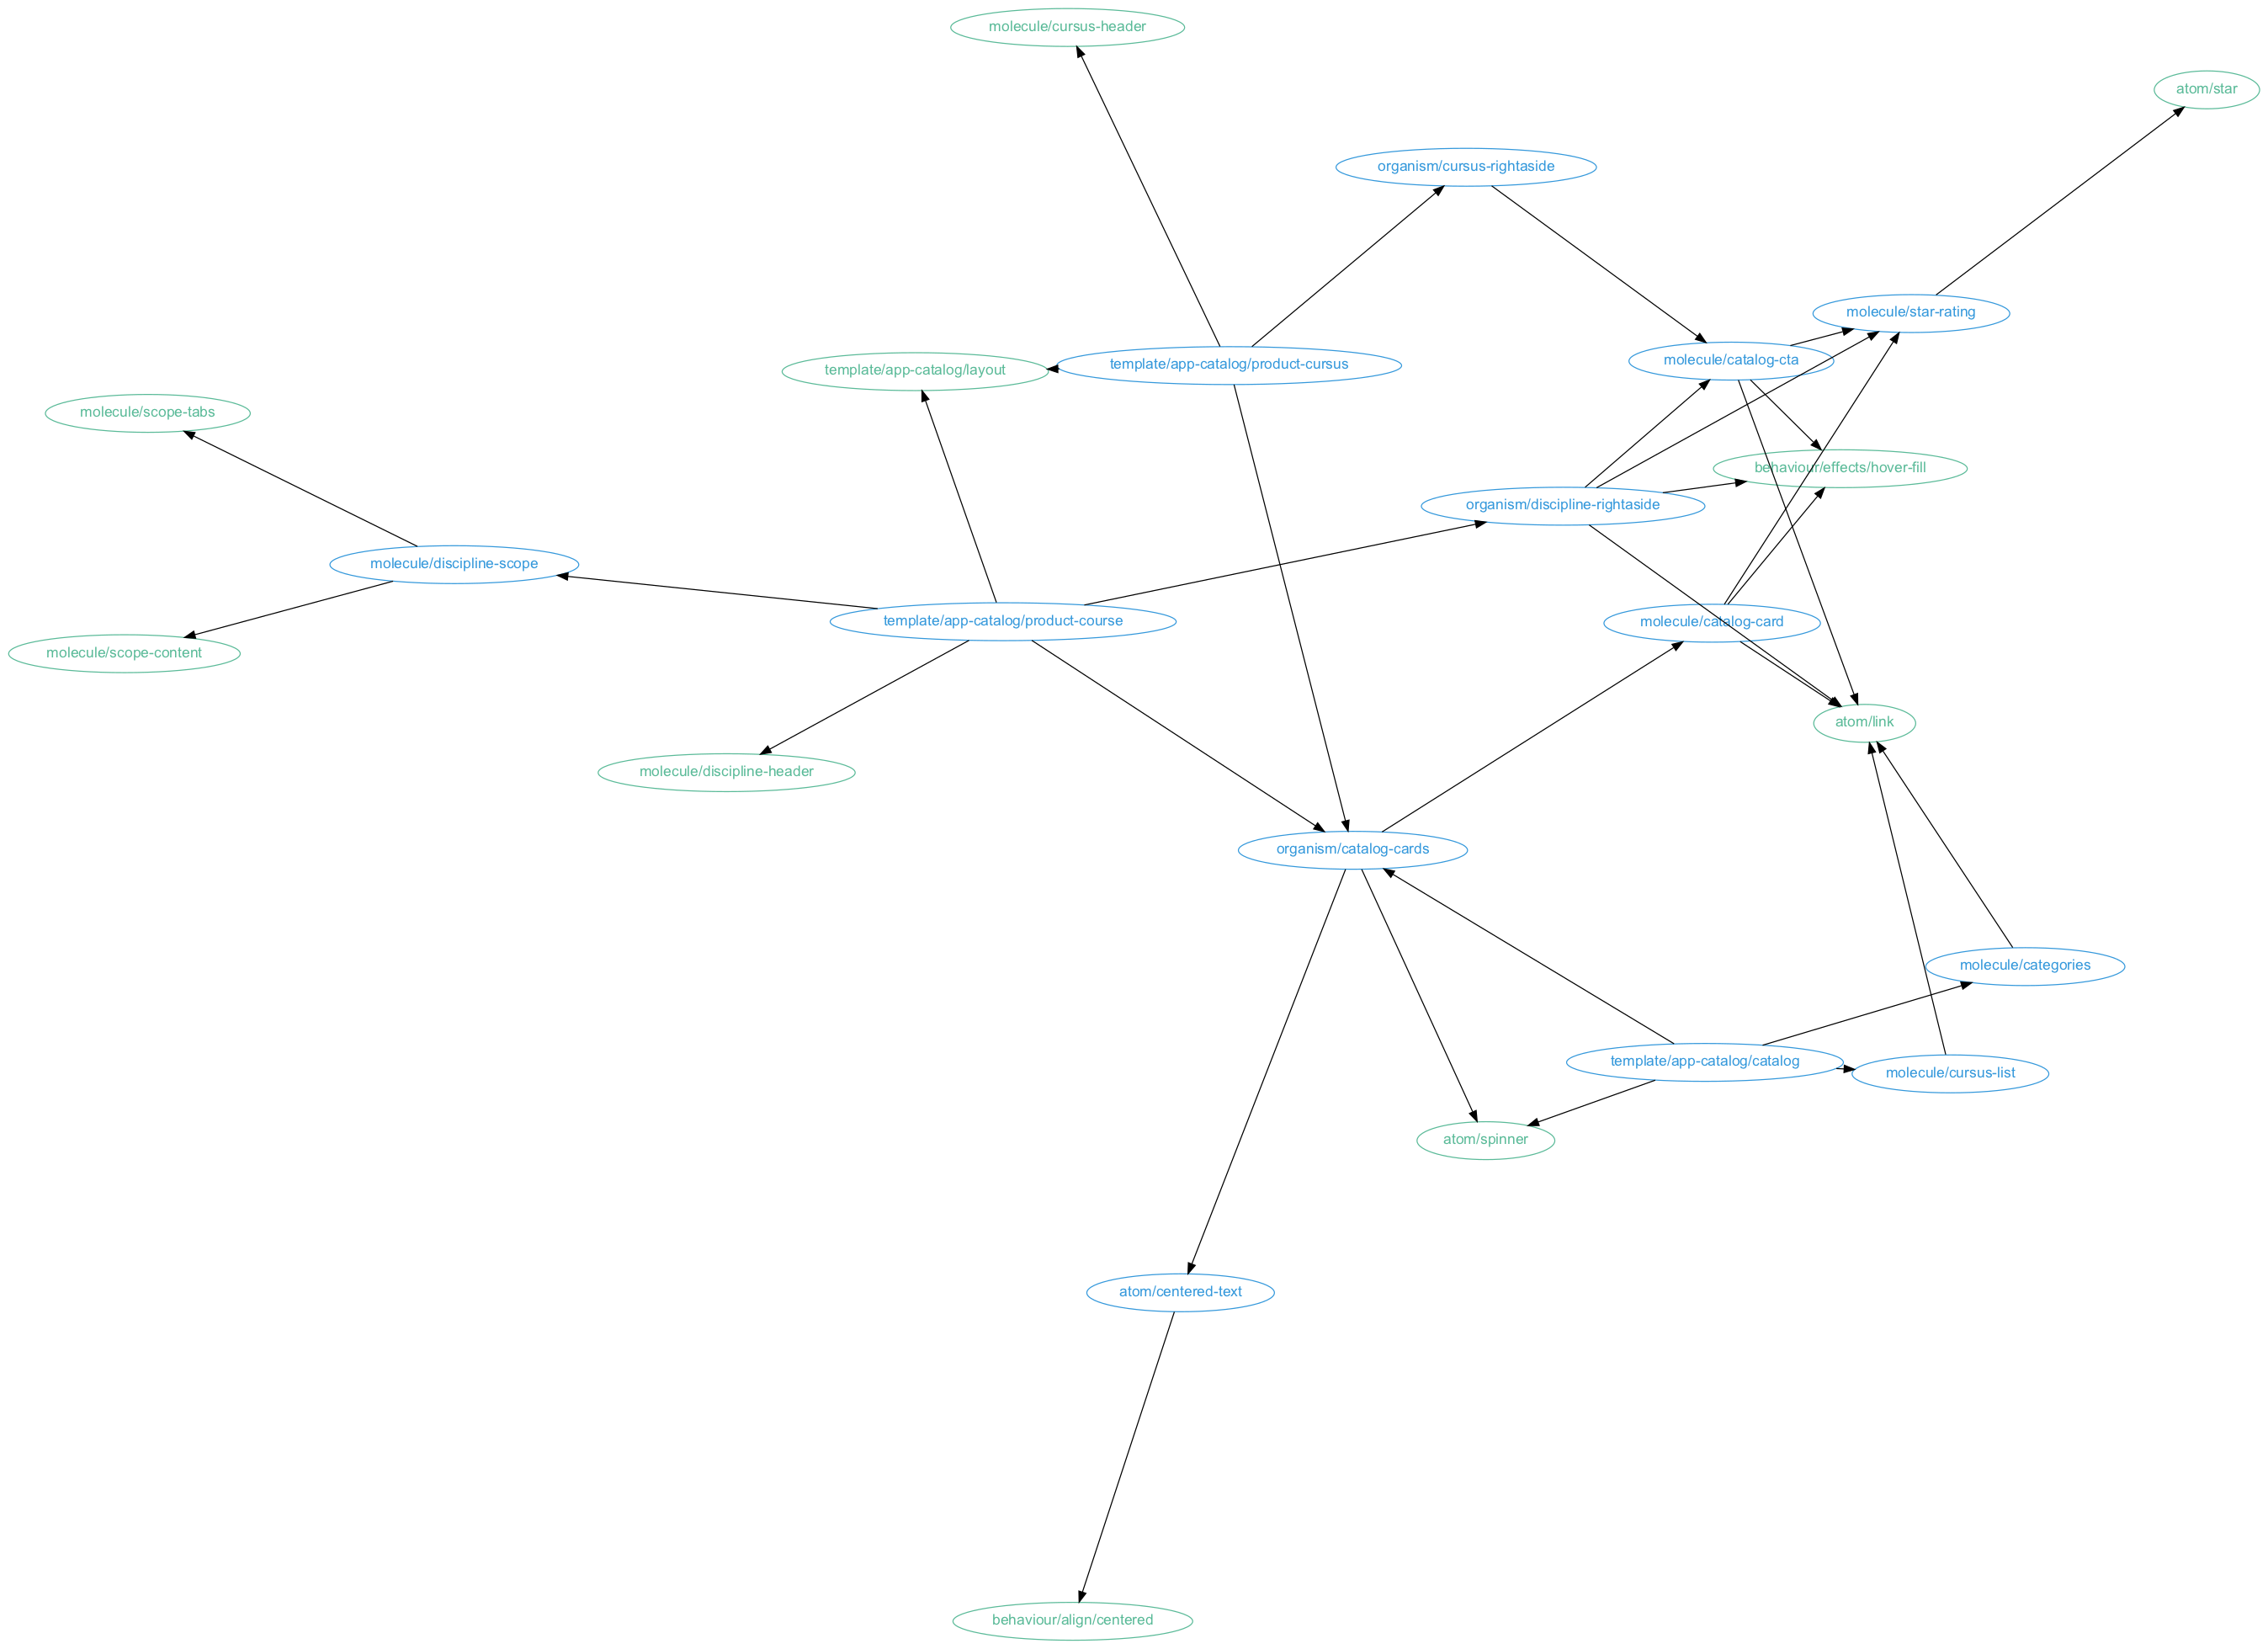 molecule/cursus-header
atom/star
organism/cursus-rightaside
molecule/star-rating
molecule/catalog-cta
template/app-catalog/product-cursus
template/app-catalog/layout
molecule/scope-tabs
behaviour/effects/hover-fill
organism/discipline-rightaside
molecule/discipline-scope
template/app-catalog/product-course
molecule/catalog-card
molecule/scope-content
atom/link
molecule/discipline-header
organism/catalog-cards
molecule/categories
template/app-catalog/catalog
molecule/cursus-list
atom/spinner
atom/centered-text
behaviour/align/centered